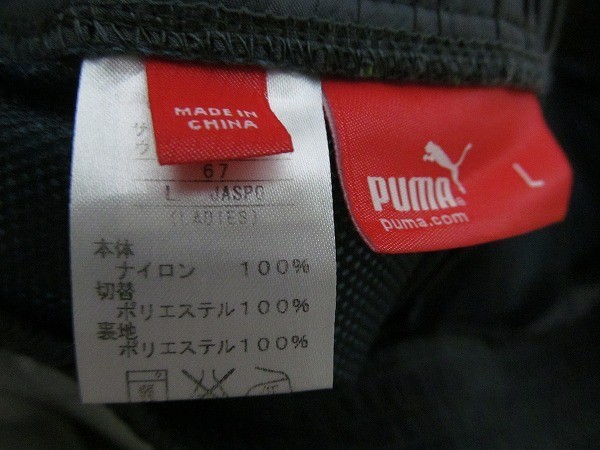 MADE IN
CHINA
67
L JASPO
(LADIES)
本体
ナイロン 100%
切替
ポリエステル100%
裏地
ポリエステル100%
PUMA
puma.com
L